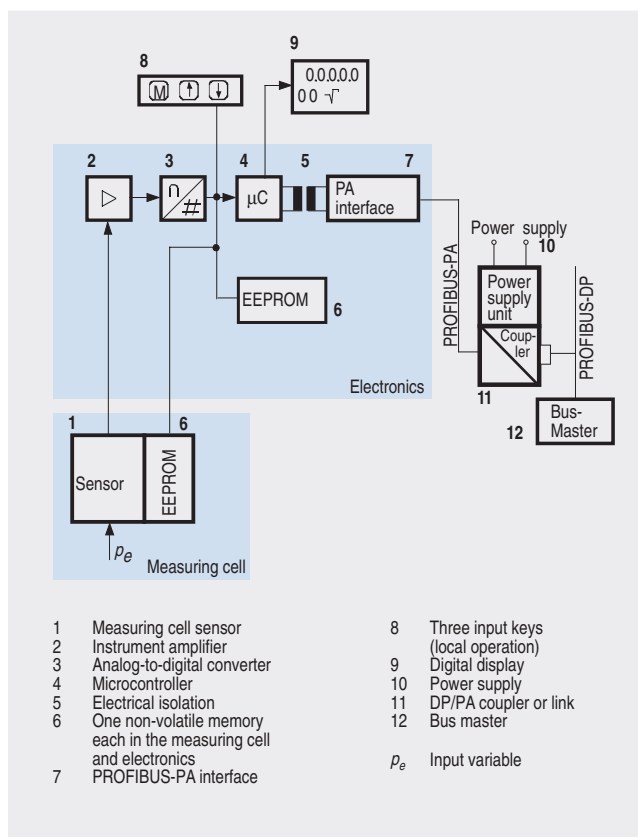 8
9
M ↑ ↓
0.0.0.0.0
0 0 √
2
3
4
5
7
∩
#
µC
PA
interface
Power supply
10
PROFIBUS-PA
Power
supply
unit
PROFIBUS-DP
EEPROM
6
Coup-
ler
Electronics
11
12
Bus-
Master
1
6
Sensor
EEPROM
pe
Measuring cell
1 Measuring cell sensor
2 Instrument amplifier
3 Analog-to-digital converter
4 Microcontroller
5 Electrical isolation
6 One non-volatile memory
each in the measuring cell
and electronics
7 PROFIBUS-PA interface
8 Three input keys
(local operation)
9 Digital display
10 Power supply
11 DP/PA coupler or link
12 Bus master
pe Input variable